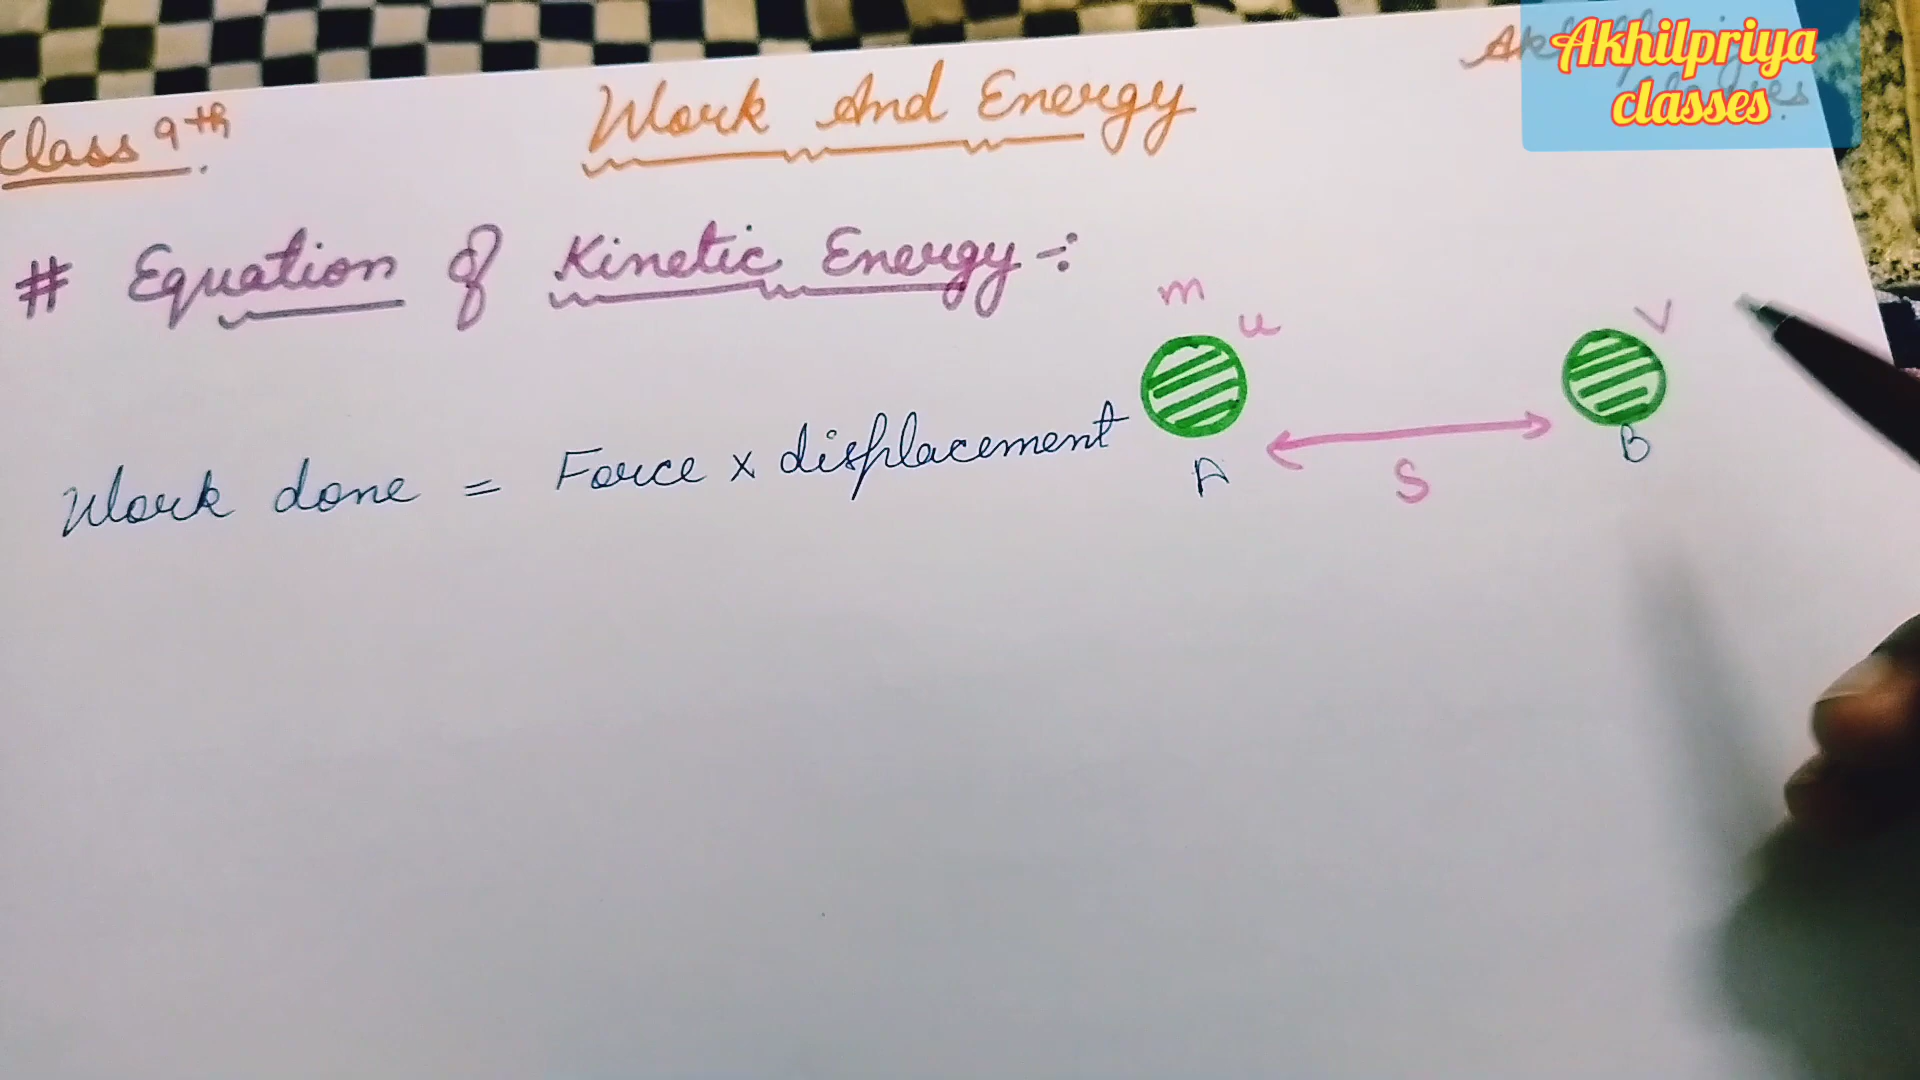 Akhilpriya
classes
Class 9th.
Work And Energy
# Equation of Kinetic Energy ÷
m
u
V
Work done = Force × displacement
A
S
B